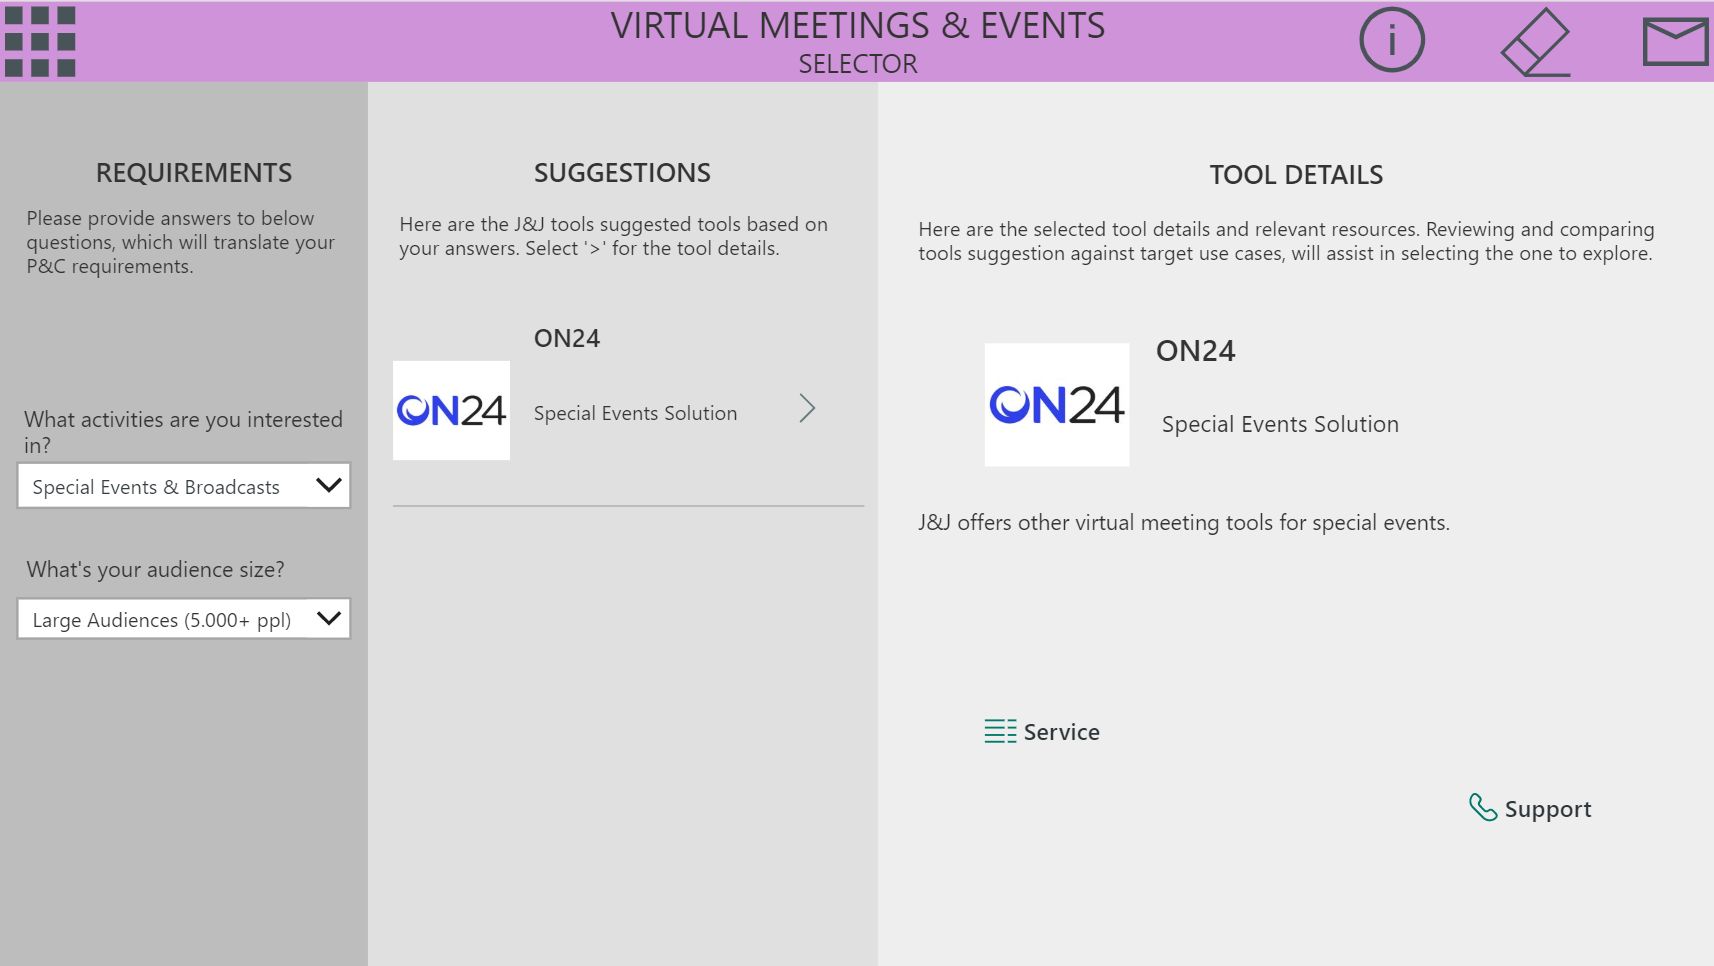 VIRTUAL MEETINGS & EVENTS
SELECTOR
i
REQUIREMENTS
Please provide answers to below
questions, which will translate your
P&C requirements.
What activities are you interested
in?
Special Events & Broadcasts
What's your audience size?
Large Audiences (5.000+ ppl)
SUGGESTIONS
Here are the J&J tools suggested tools based on
your answers. Select '>' for the tool details.
ON24
ON24
Special Events Solution
TOOL DETAILS
Here are the selected tool details and relevant resources. Reviewing and comparing
tools suggestion against target use cases, will assist in selecting the one to explore.
ON24
ON24
Special Events Solution
J&J offers other virtual meeting tools for special events.
Service
Support